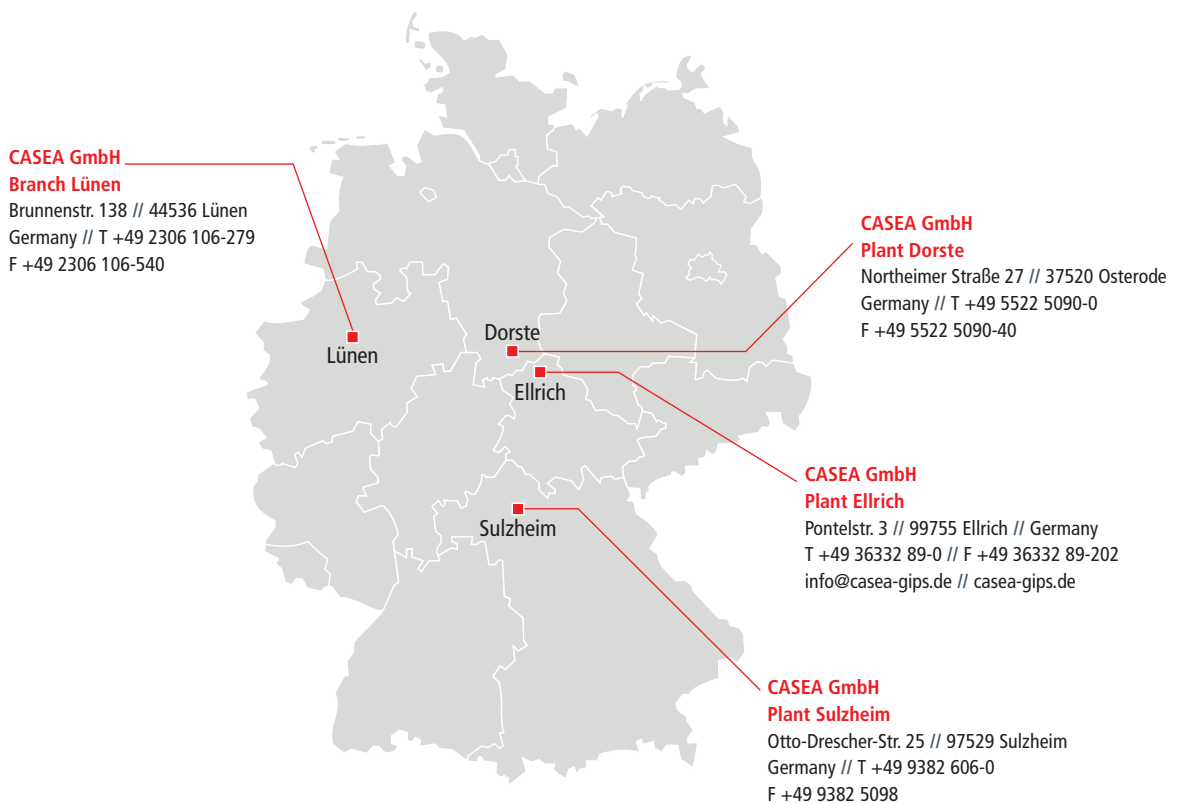 CASEA GmbH
Branch Lünen
Brunnenstr. 138 // 44536 Lünen
Germany // T +49 2306 106-279
F +49 2306 106-540
CASEA GmbH
Plant Dorste
Northeimer Straße 27 // 37520 Osterode
Germany // T +49 5522 5090-0
F +49 5522 5090-40
Dorste
Lünen
Ellrich
CASEA GmbH
Plant Ellrich
Pontelstr. 3 // 99755 Ellrich // Germany
T +49 36332 89-0 // F +49 36332 89-202
info@casea-gips.de // casea-gips.de
Sulzheim
CASEA GmbH
Plant Sulzheim
Otto-Drescher-Str. 25 // 97529 Sulzheim
Germany // T +49 9382 606-0
F +49 9382 5098